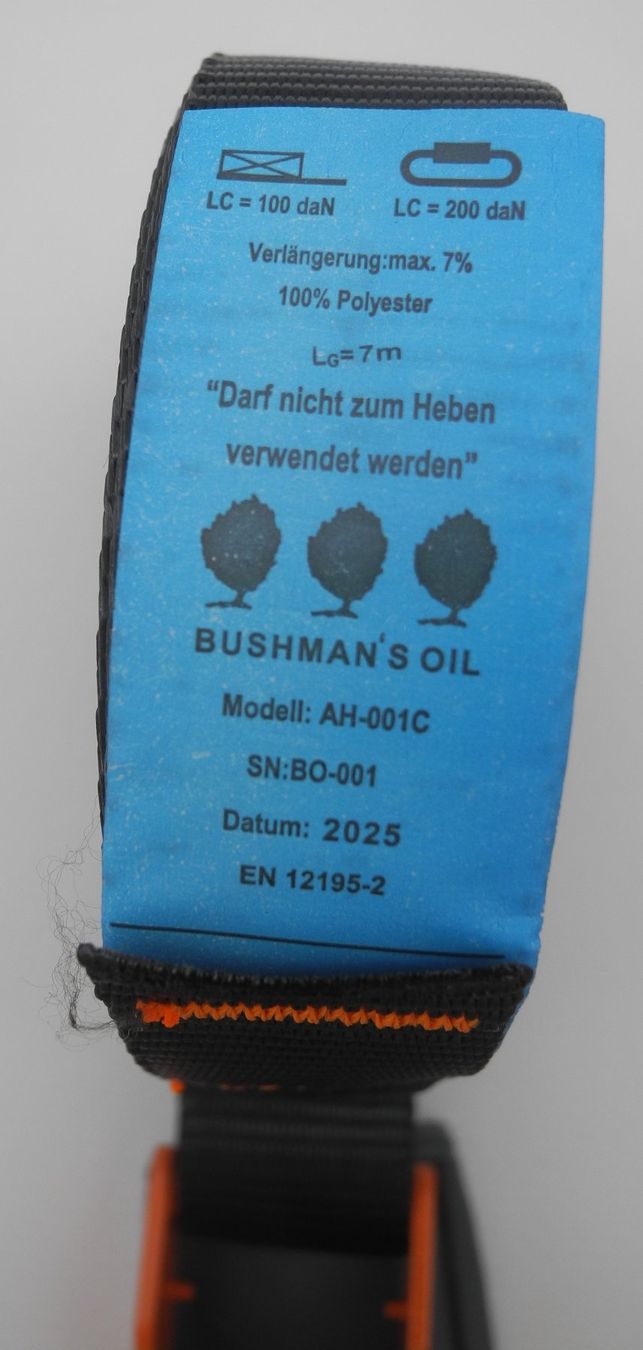 LC = 100 daN LC = 200 daN
Verlängerung:max. 7%
100% Polyester
LG=7m
“Darf nicht zum Heben
verwendet werden”
BUSHMAN‘S OIL
Modell: AH-001C
SN:BO-001
Datum: 2025
EN 12195-2